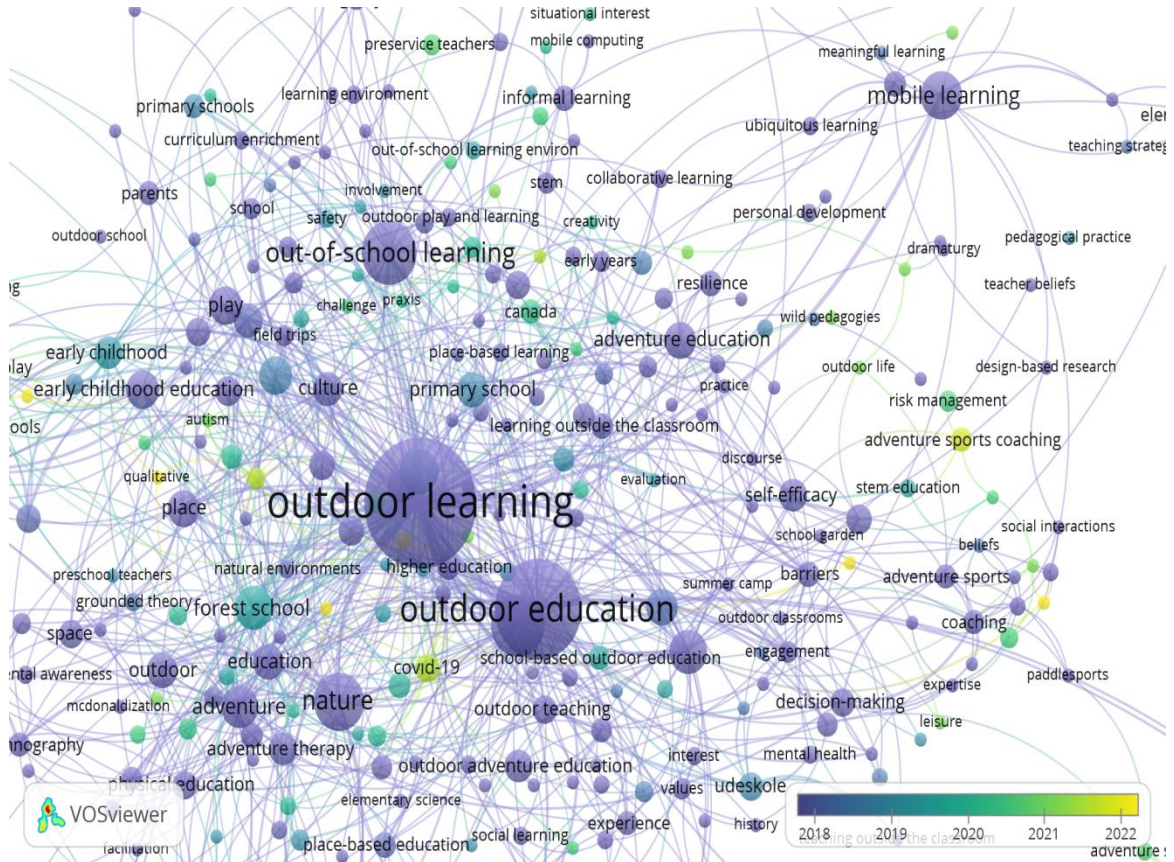 situational interest
preservice teachers
mobile computing
meaningful learning
learning environment
informal learning
mobile learning
primary schools
ubiquitous learning
curriculum enrichment
out-of-school learning environ
teaching strateg
parents
involvement
stem
collaborative learning
school
safety
outdoor play and learning
creativity
personal development
outdoor school
out-of-school learning
early years
dramaturgy
pedagogical practice
resilience
teacher beliefs
play
challenge
praxis
canada
field trips
wild pedagogies
adventure education
early childhood
place-based learning
outdoor life
design-based research
play
early childhood education
culture
primary school
practice
risk management
autism
learning outside the classroom
adventure sports coaching
ools
discourse
qualitative
evaluation
stem education
outdoor learning
self-efficacy
place
school garden
social interactions
beliefs
natural environments
higher education
preschool teachers
summer camp
barriers
adventure sports
grounded theory
forest school
outdoor education
outdoor classrooms
coaching
space
school-based outdoor education
engagement
ental awareness
outdoor
education
covid-19
expertise
paddlesports
mcdonaldization
adventure
nature
outdoor teaching
decision-making
leisure
hnography
adventure therapy
interest
mental health
outdoor adventure education
physical education
values
udeskole
elementary science
VOSviewer
experience
history
2018 2019 2020 2021 2022
social learning
teaching outside the classroom
facilitation
place-based education
adventure s